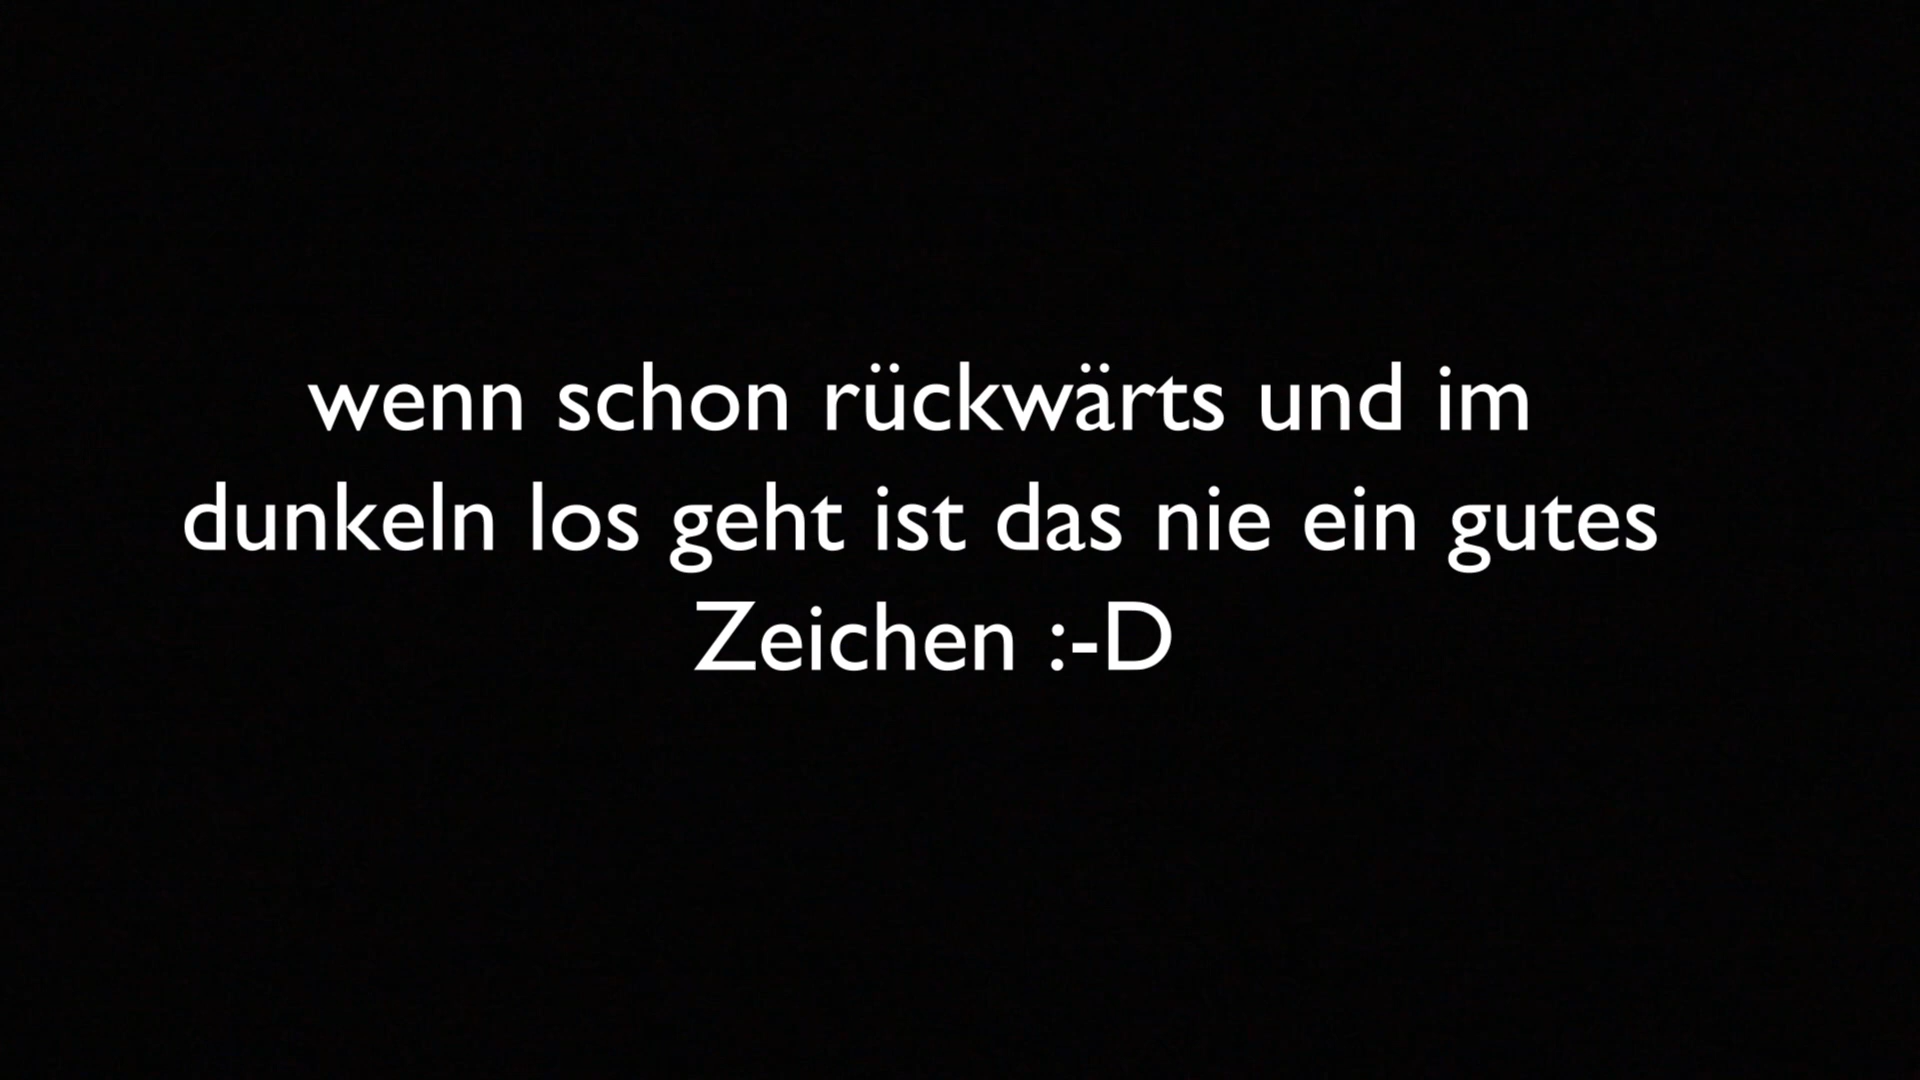 wenn schon rückwärts und im
dunkeln los geht ist das nie ein gutes
Zeichen :-D